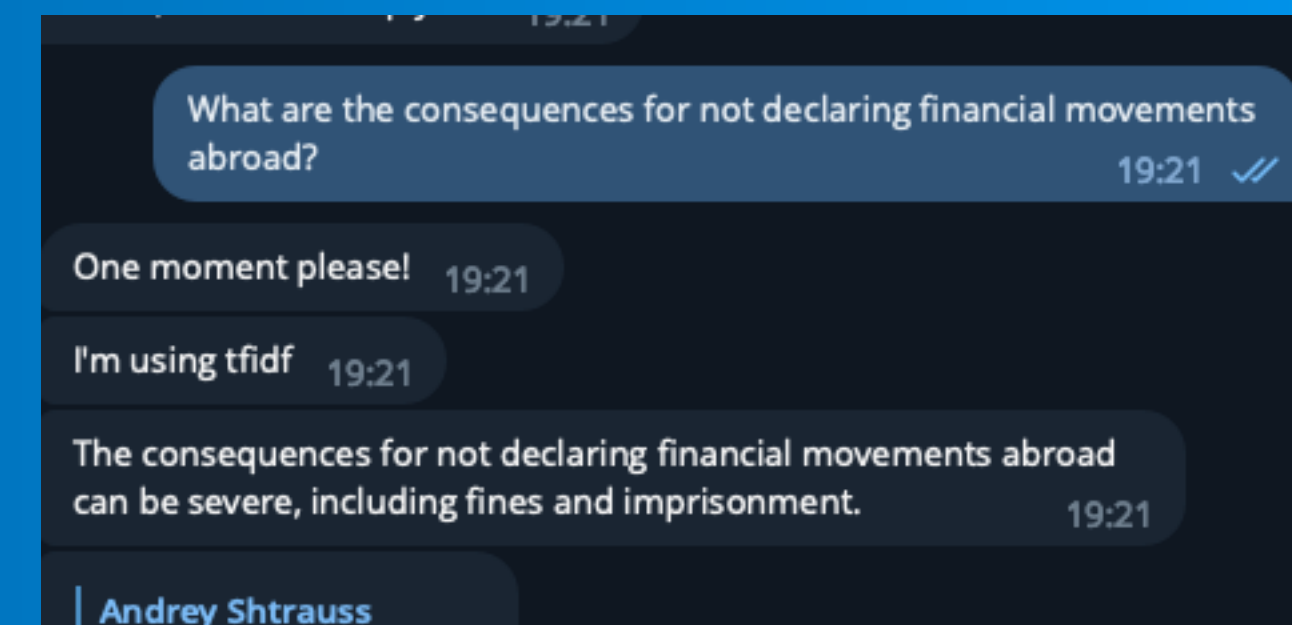 19:21
What are the consequences for not declaring financial movements
abroad?
19:21
One moment please! 19:21
I'm using tfidf 19:21
The consequences for not declaring financial movements abroad
can be severe, including fines and imprisonment.
19:21
Andrey Shtrauss